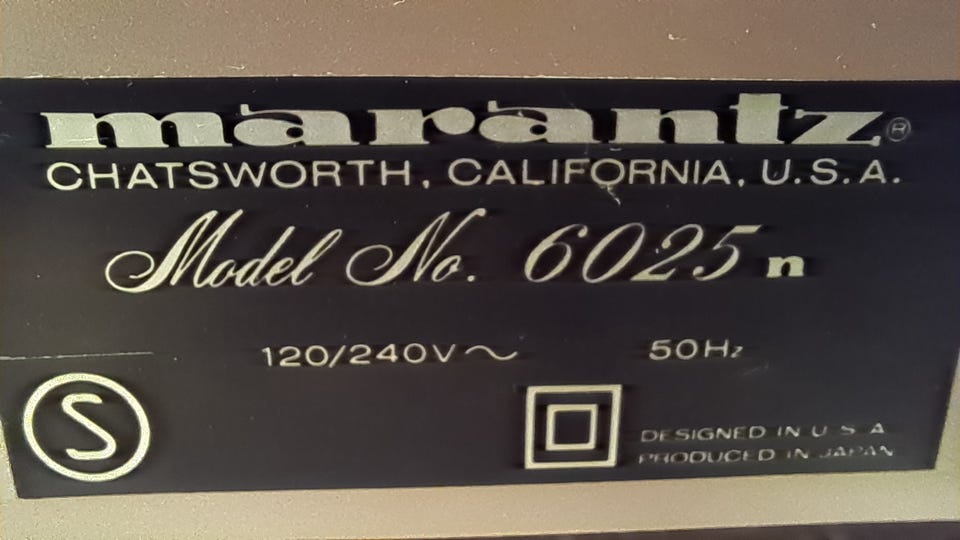 marantz®
CHATSWORTH, CALIFORNIA, U.S.A.
Model No. 6025 n
120/240V~ 50Hz
S
DESIGNED IN U S A
PRODUCED IN JAPAN